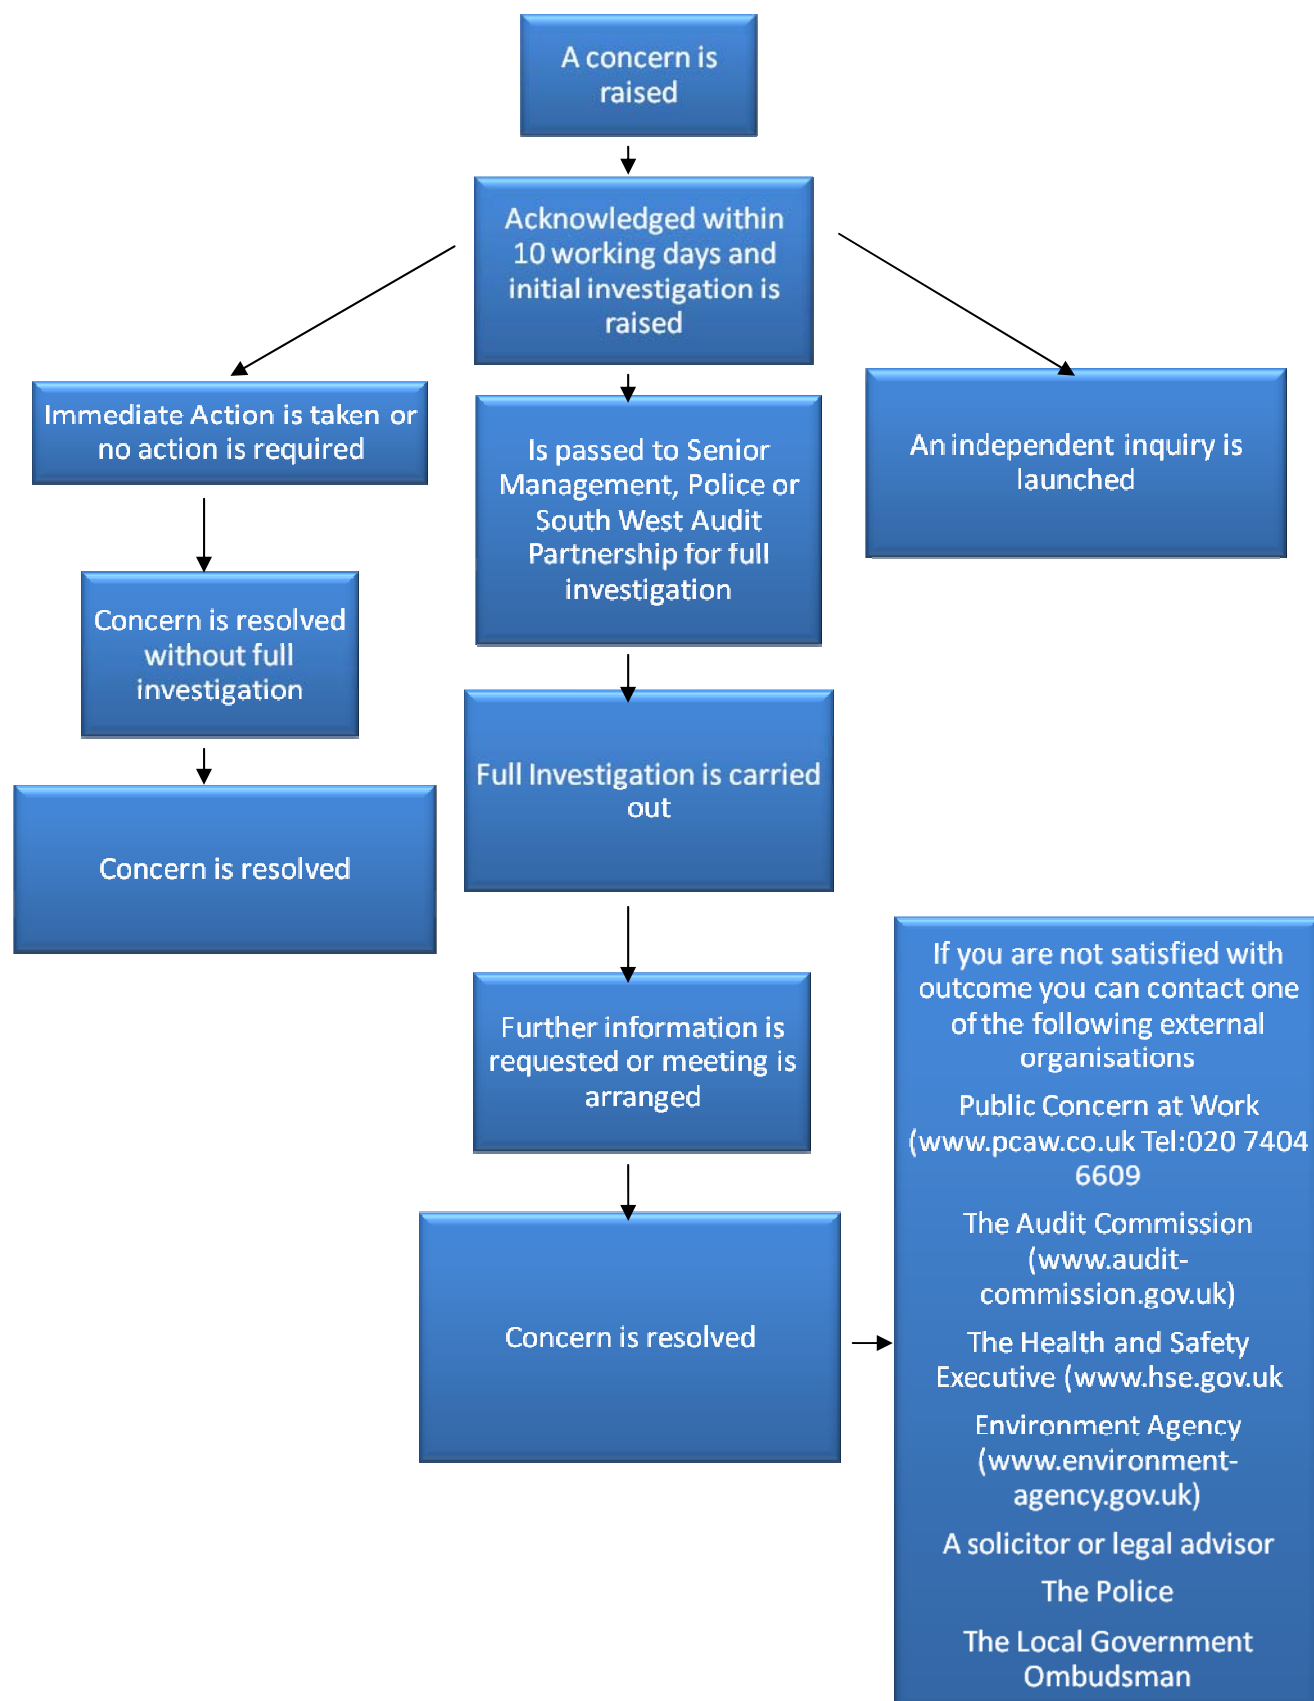 A concern is
raised
Acknowledged within
10 working days and
initial investigation is
raised
Immediate Action is taken or
no action is required
Is passed to Senior
Management, Police or
South West Audit
Partnership for full
investigation
An independent inquiry is
launched
Concern is resolved
without full
investigation
Full Investigation is carried
out
Concern is resolved
Further information is
requested or meeting is
arranged
Concern is resolved
If you are not satisfied with
outcome you can contact one
of the following external
organisations
Public Concern at Work
(www.pcaw.co.uk Tel:020 7404
6609
The Audit Commission
(www.audit-
commission.gov.uk)
The Health and Safety
Executive (www.hse.gov.uk
Environment Agency
(www.environment-
agency.gov.uk)
A solicitor or legal advisor
The Police
The Local Government
Ombudsman